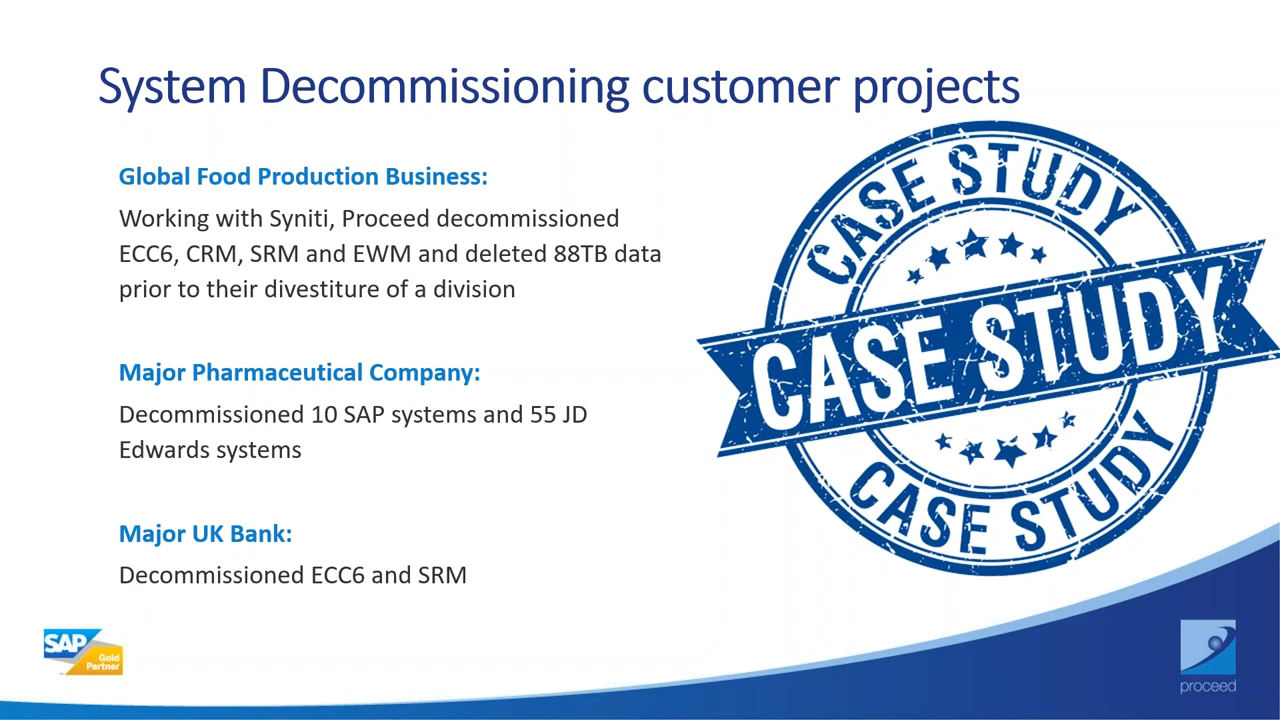 System Decommissioning customer projects
Global Food Production Business:
Working with Syniti, Proceed decommissioned
ECC6, CRM, SRM and EWM and deleted 88TB data
prior to their divestiture of a division
Major Pharmaceutical Company:
Decommissioned 10 SAP systems and 55 JD
Edwards systems
Major UK Bank:
Decommissioned ECC6 and SRM
CASE STUDY
CASE STUDY
CASE STUDY
SAP
Gold
Partner
proceed